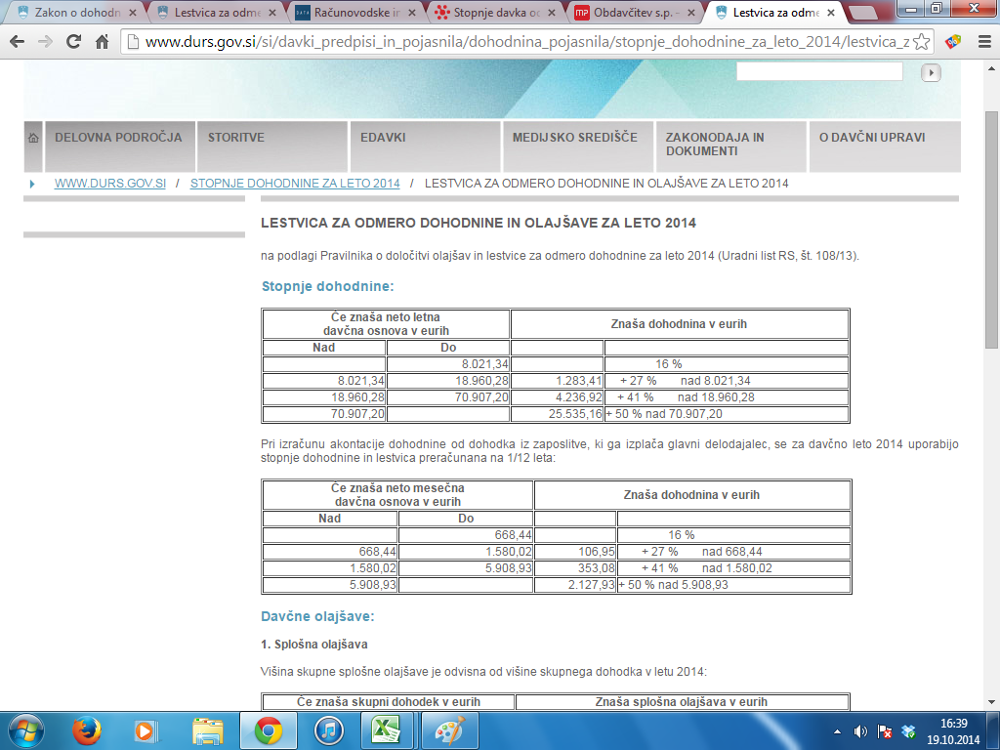 Zakon o dohodn
Lestvica za odme
Računovodske in
Stopnje davka od
mp Obdavčitev s.p. -
Lestvica za odme
www.durs.gov.si/si/davki_predpisi_in_pojasnila/dohodnina_pojasnila/stopnje_dohodnine_za_leto_2014/lestvica_z
DELOVNA PODROČJA STORITVE EDAVKI MEDIJSKO SREDIŠČE ZAKONODAJA IN DOKUMENTI O DAVČNI UPRAVI
WWW.DURS.GOV.SI / STOPNJE DOHODNINE ZA LETO 2014 / LESTVICA ZA ODMERO DOHODNINE IN OLAJŠAVE ZA LETO 2014
LESTVICA ZA ODMERO DOHODNINE IN OLAJŠAVE ZA LETO 2014
na podlagi Pravilnika o določitvi olajšav in lestvice za odmero dohodnine za leto 2014 (Uradni list RS, št. 108/13).
Stopnje dohodnine:
Če znaša neto letna
davčna osnova v eurih
Znaša dohodnina v eurih
Nad Do
8.021,34 16 %
8.021,34 18.960,28 1.283,41 + 27 % nad 8.021,34
18.960,28 70.907,20 4.236,92 + 41 % nad 18.960,28
70.907,20 25.535,16 + 50 % nad 70.907,20
Pri izračunu akontacije dohodnine od dohodka iz zaposlitve, ki ga izplača glavni delodajalec, se za davčno leto 2014 uporabijo
stopnje dohodnine in lestvica preračunana na 1/12 leta:
Če znaša neto mesečna
davčna osnova v eurih
Znaša dohodnina v eurih
Nad Do
668,44 16 %
668,44 1.580,02 106,95 + 27 % nad 668,44
1.580,02 5.908,93 353,08 + 41 % nad 1.580,02
5.908,93 2.127,93 + 50 % nad 5.908,93
Davčne olajšave:
1. Splošna olajšava
Višina skupne splošne olajšave je odvisna od višine skupnega dohodka v letu 2014:
Če znaša skupni dohodek v eurih Znaša splošna olajšava v eurih
16:39
19.10.2014